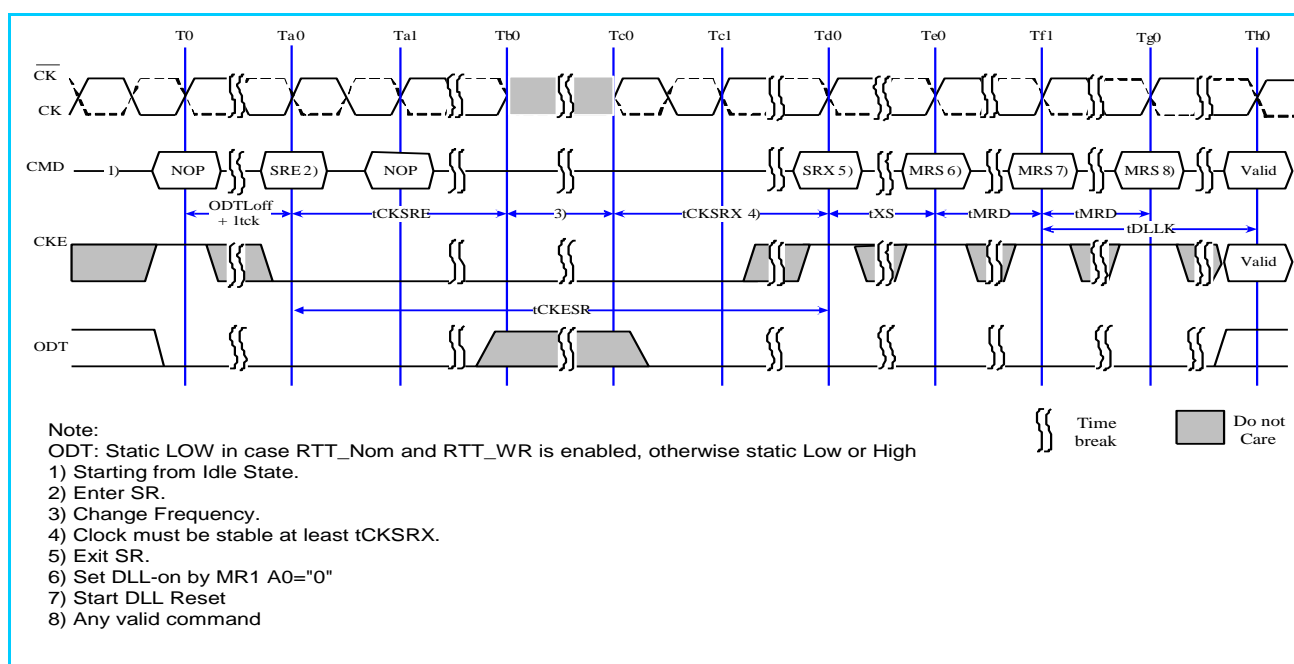 T0 Ta0 Ta1 Tb0 Tc0 Tc1 Td0 Te0 Tf1 Tg0 Th0
CK
CK
CMD 1) NOP SRE 2) NOP SRX 5) MRS 6) MRS 7) MRS 8) Valid
ODTLoff
+ 1tck
tCKSRE 3) tCKSRX 4) tXS tMRD tMRD
tDLLK
CKE Valid
tCKESR
ODT
Time
break
Do not
Care
Note:
ODT: Static LOW in case RTT_Nom and RTT_WR is enabled, otherwise static Low or High
1) Starting from Idle State.
2) Enter SR.
3) Change Frequency.
4) Clock must be stable at least tCKSRX.
5) Exit SR.
6) Set DLL-on by MR1 A0="0"
7) Start DLL Reset
8) Any valid command